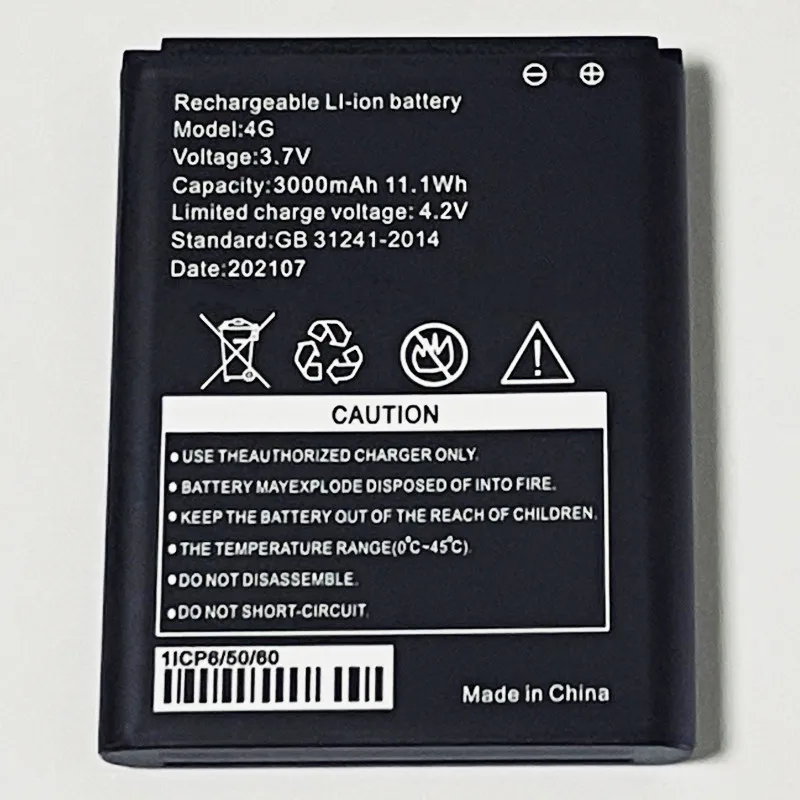 Rechargeable LI-ion battery
Model:4G
Voltage:3.7V
Capacity:3000mAh 11.1Wh
Limited charge voltage: 4.2V
Standard:GB 31241-2014
Date:202107
CAUTION
•USE THEAUTHORIZED CHARGER ONLY.
•BATTERY MAYEXPLODE DISPOSED OF INTO FIRE.
•KEEP THE BATTERY OUT OF THE REACH OF CHILDREN.
•THE TEMPERATURE RANGE(0℃~45℃).
•DO NOT DISASSEMBLE.
•DO NOT SHORT-CIRCUIT.
1ICP6/50/60
Made in China